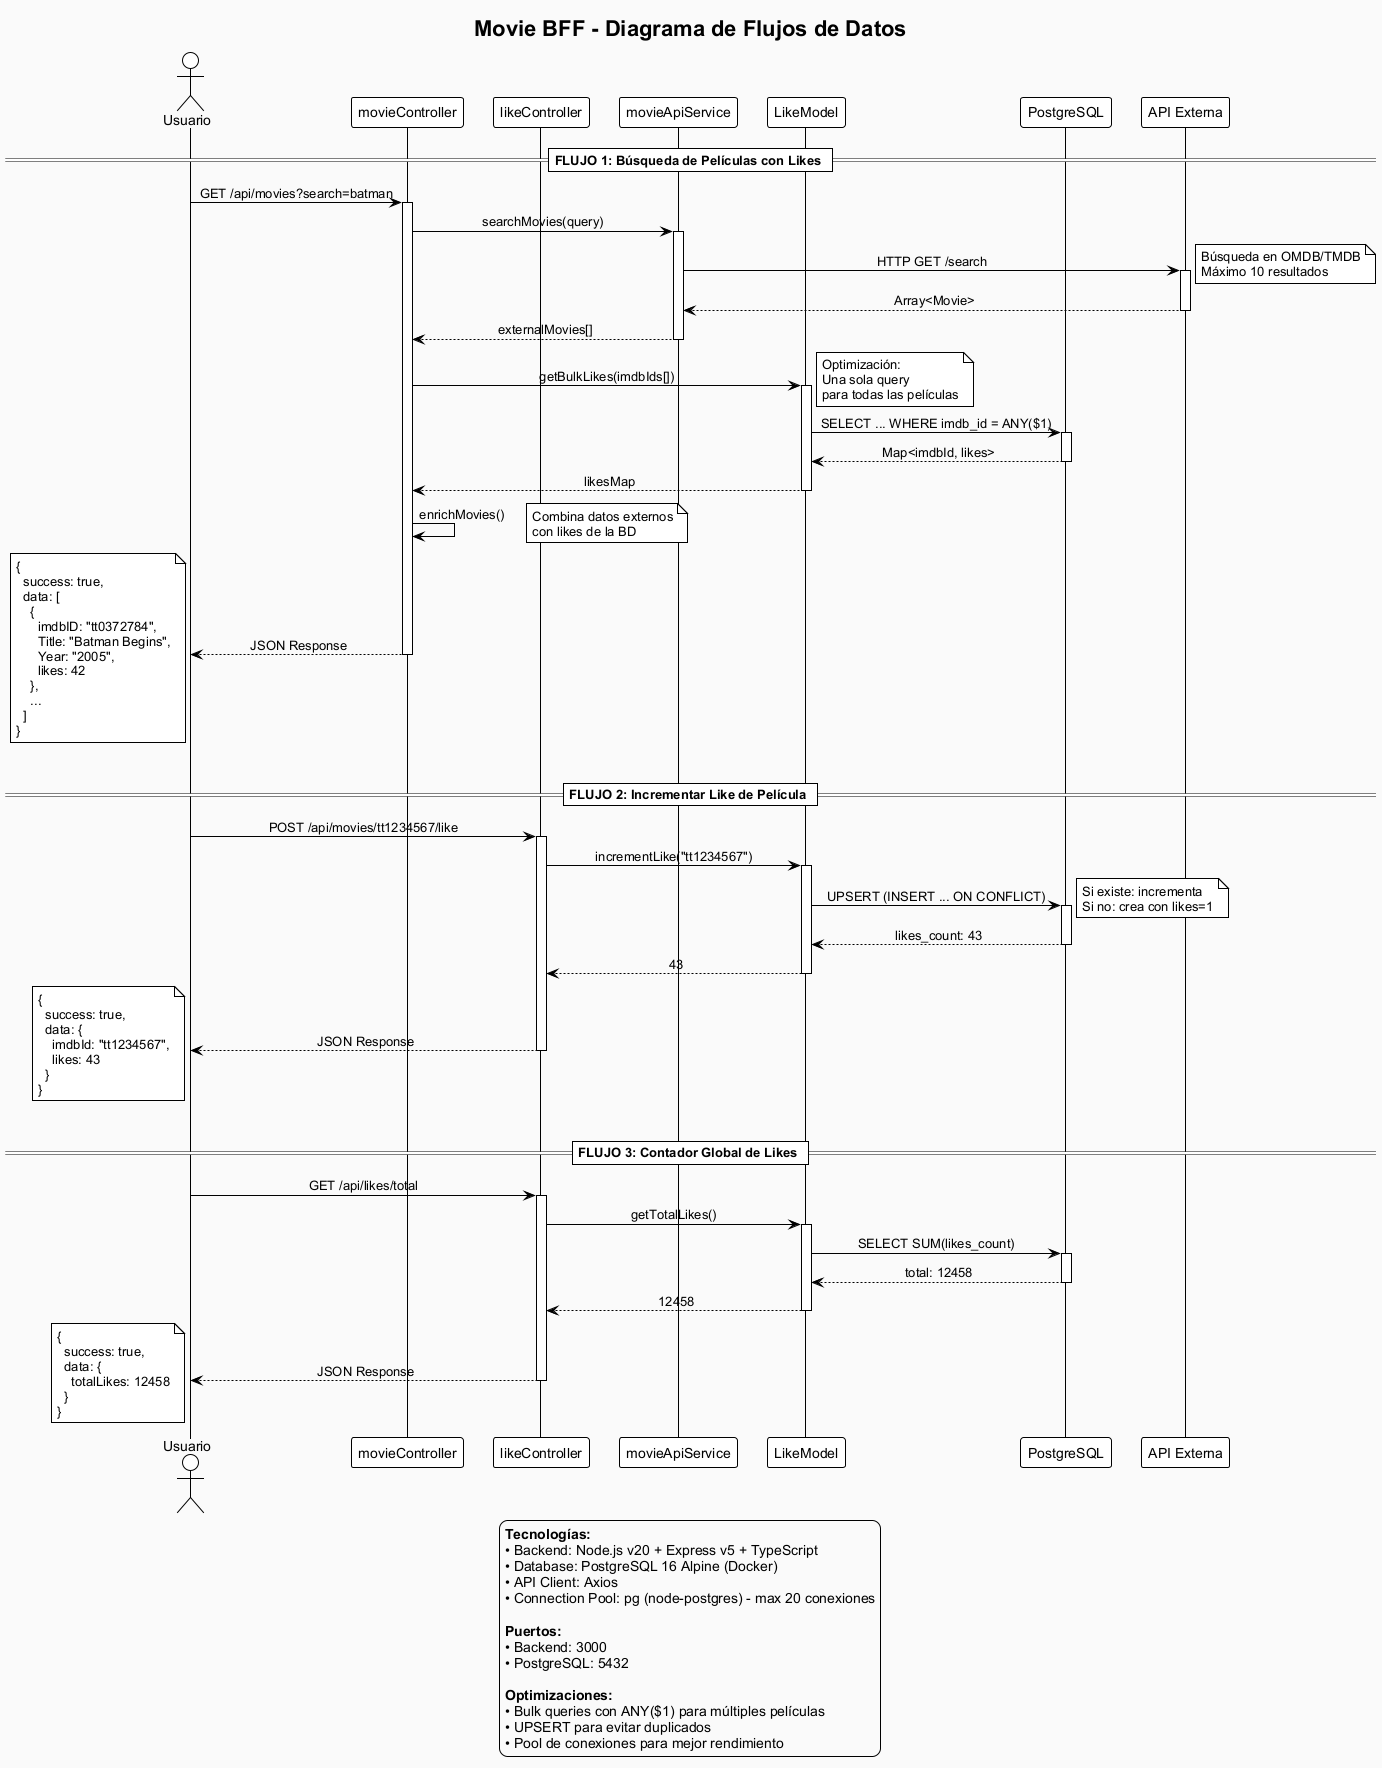 Movie BFF - Diagrama de Flujos de Datos
Usuario
movieController
likeController
movieApiService
LikeModel
PostgreSQL
API Externa
FLUJO 1: Búsqueda de Películas con Likes
GET /api/movies?search=batman
searchMovies(query)
HTTP GET /search
Búsqueda en OMDB/TMDB
Máximo 10 resultados
Array<Movie>
externalMovies[]
getBulkLikes(imdbIds[])
Optimización:
Una sola query
para todas las películas
SELECT ... WHERE imdb_id = ANY($1)
Map<imdbId, likes>
likesMap
enrichMovies()
Combina datos externos
con likes de la BD
JSON Response
{
  success: true,
  data: [
    {
      imdbID: "tt0372784",
      Title: "Batman Begins",
      Year: "2005",
      likes: 42
    },
    ...
  ]
}
FLUJO 2: Incrementar Like de Película
POST /api/movies/tt1234567/like
incrementLike("tt1234567")
UPSERT (INSERT ... ON CONFLICT)
Si existe: incrementa
Si no: crea con likes=1
likes_count: 43
43
JSON Response
{
  success: true,
  data: {
    imdbId: "tt1234567",
    likes: 43
  }
}
FLUJO 3: Contador Global de Likes
GET /api/likes/total
getTotalLikes()
SELECT SUM(likes_count)
total: 12458
12458
JSON Response
{
  success: true,
  data: {
    totalLikes: 12458
  }
}
Usuario
movieController
likeController
movieApiService
LikeModel
PostgreSQL
API Externa
Tecnologías:
• Backend: Node.js v20 + Express v5 + TypeScript
• Database: PostgreSQL 16 Alpine (Docker)
• API Client: Axios
• Connection Pool: pg (node-postgres) - max 20 conexiones
Puertos:
• Backend: 3000
• PostgreSQL: 5432
Optimizaciones:
• Bulk queries con ANY($1) para múltiples películas
• UPSERT para evitar duplicados
• Pool de conexiones para mejor rendimiento